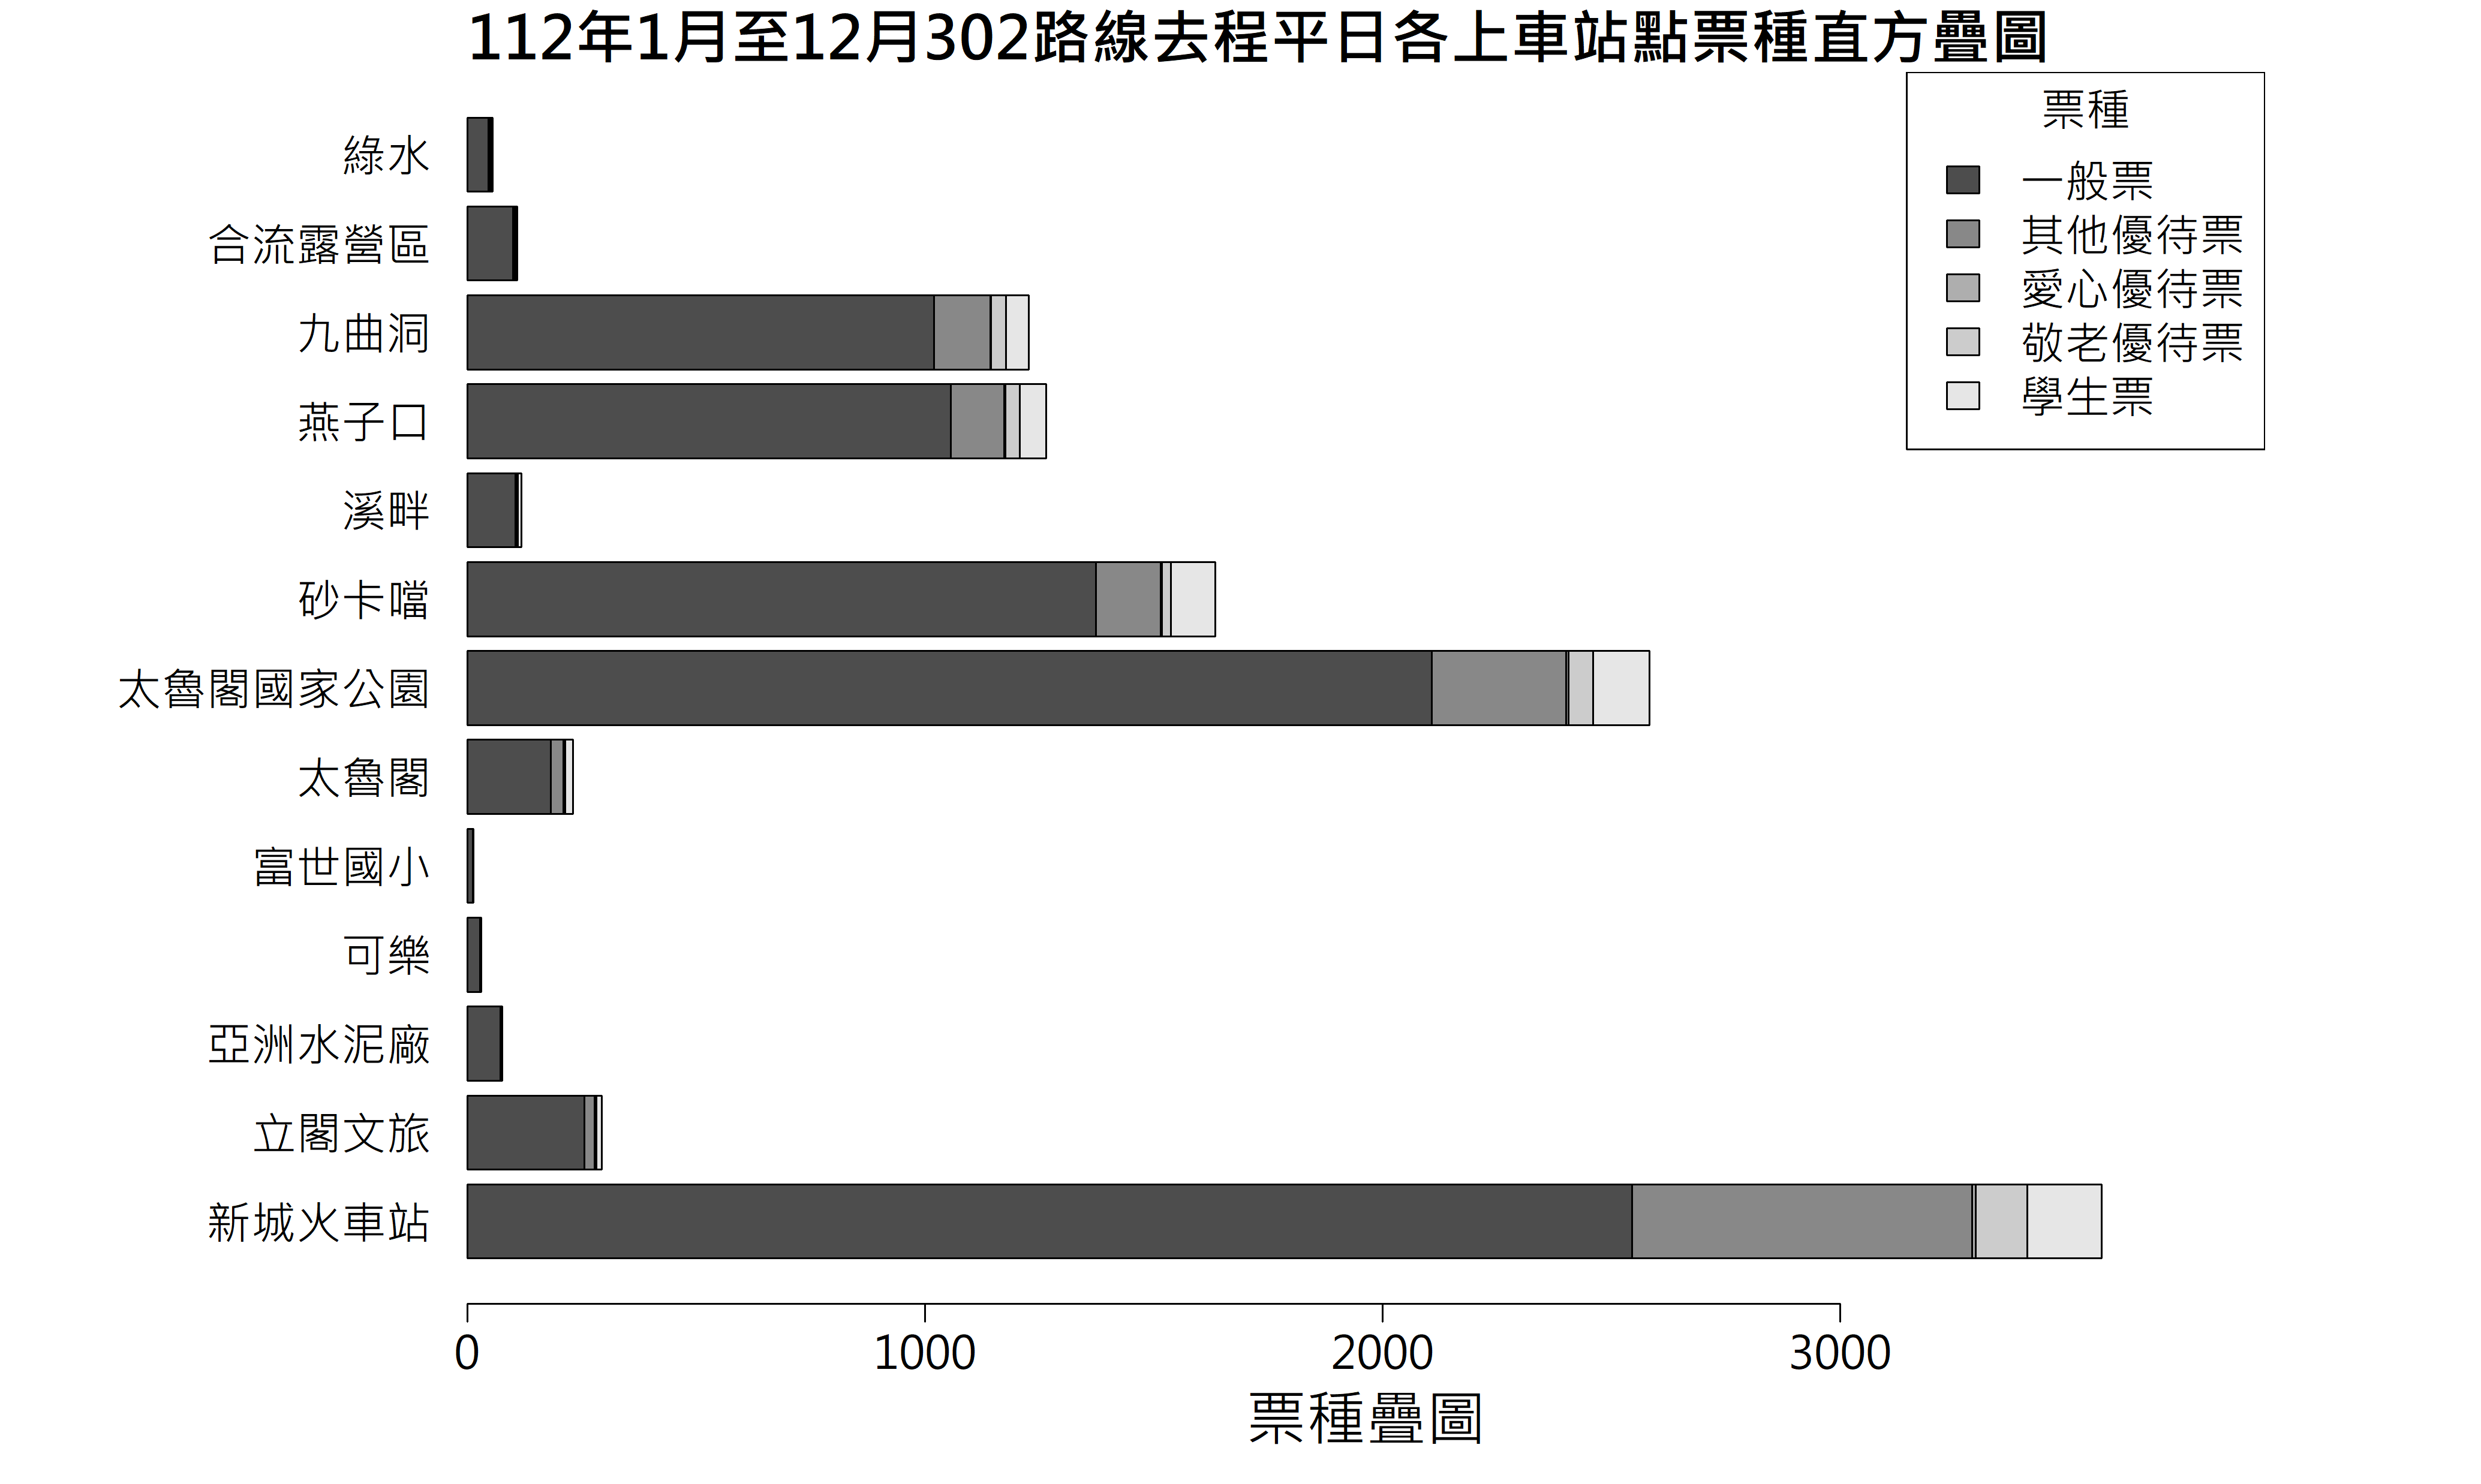 112年1月至12月302路線去程平日各上車站點票種直方疊圖
票種
一般票
其他優待票
愛心優待票
敬老優待票
學生票
綠水
合流露營區
九曲洞
燕子口
溪畔
砂卡噹
太魯閣國家公園
太魯閣
富世國小
可樂
亞洲水泥廠
立閣文旅
新城火車站
0 1000 2000 3000
票種疊圖